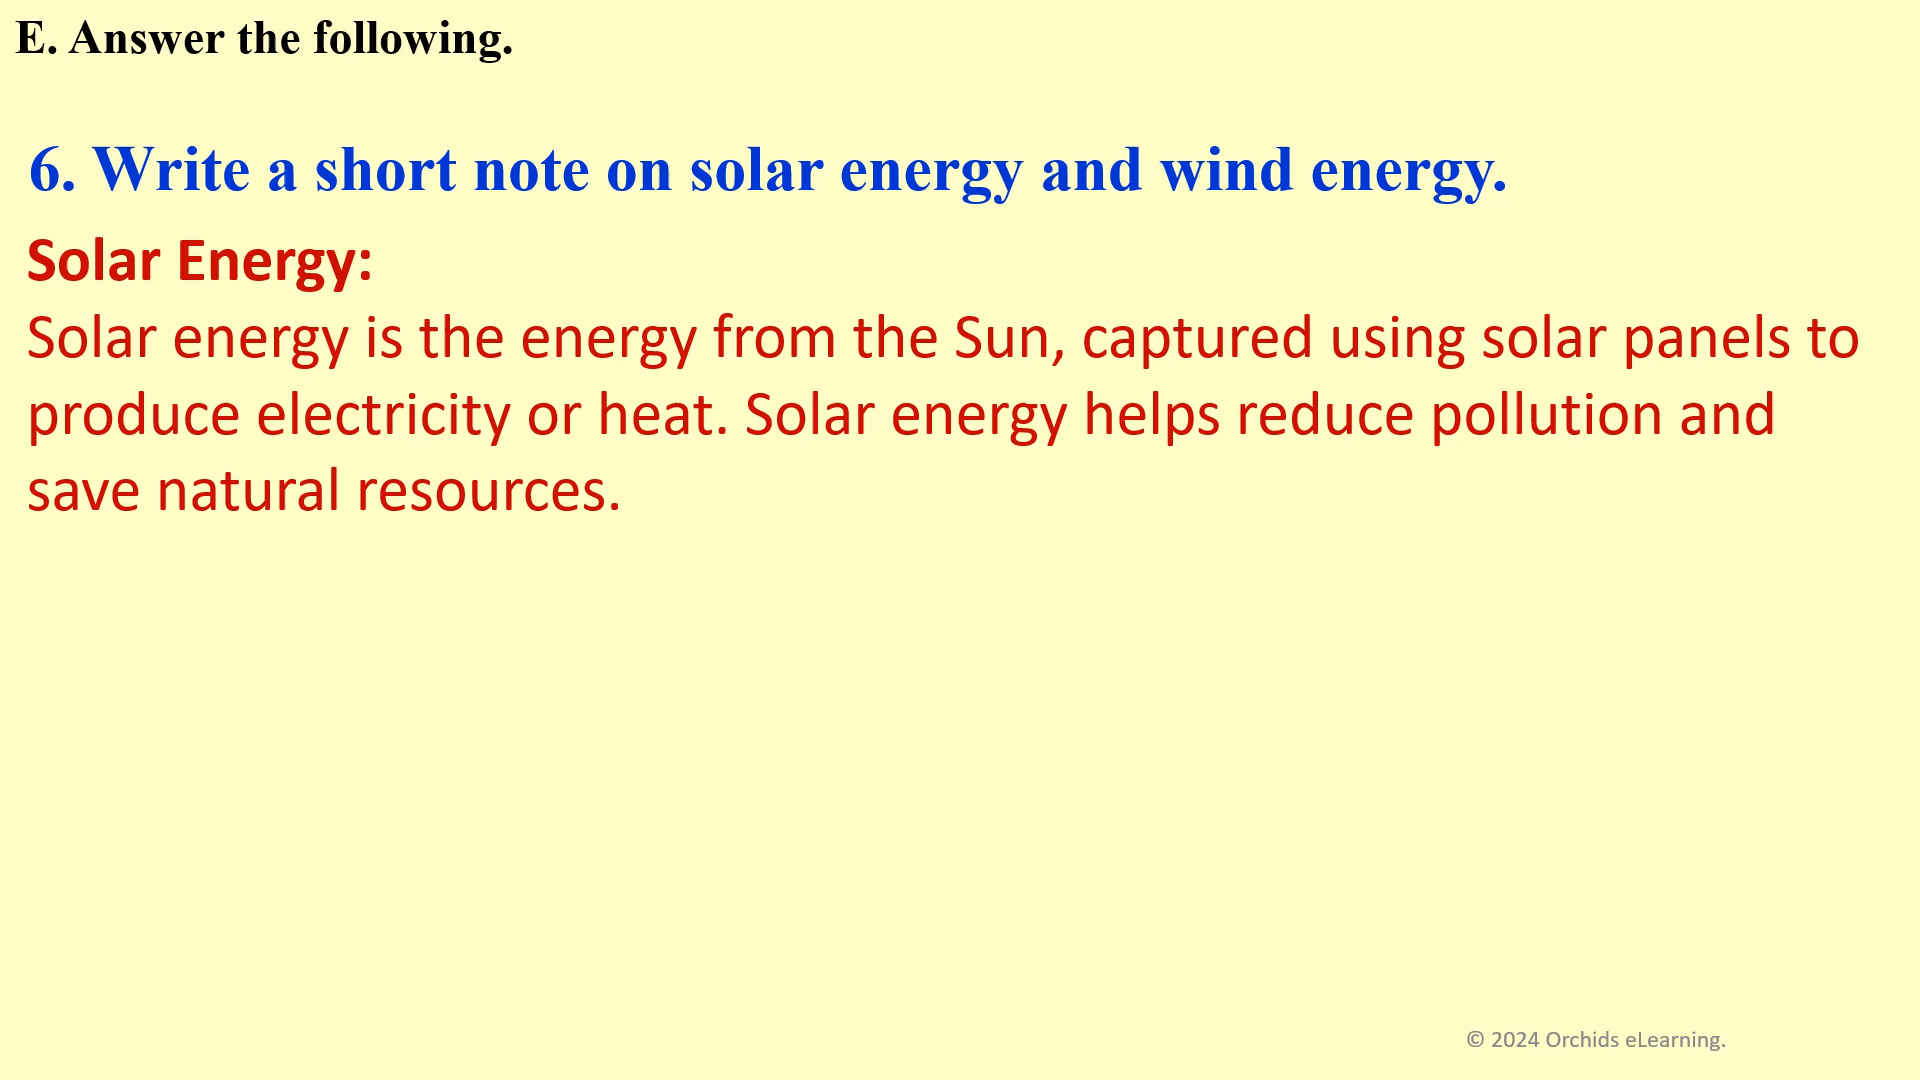 E. Answer the following.
6. Write a short note on solar energy and wind energy.
Solar Energy:
Solar energy is the energy from the Sun, captured using solar panels to
produce electricity or heat. Solar energy helps reduce pollution and
save natural resources.
© 2024 Orchids eLearning.